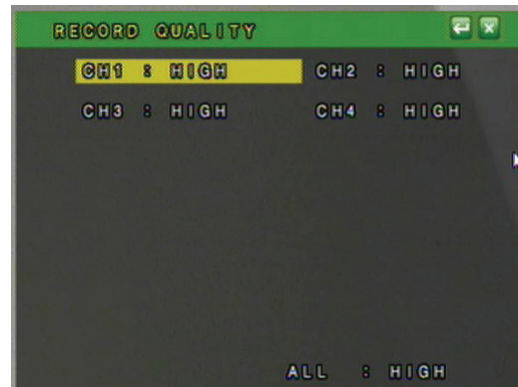 RECORD QUALITY
CH1 : HIGH CH2 : HIGH
CH3 : HIGH CH4 : HIGH
ALL : HIGH